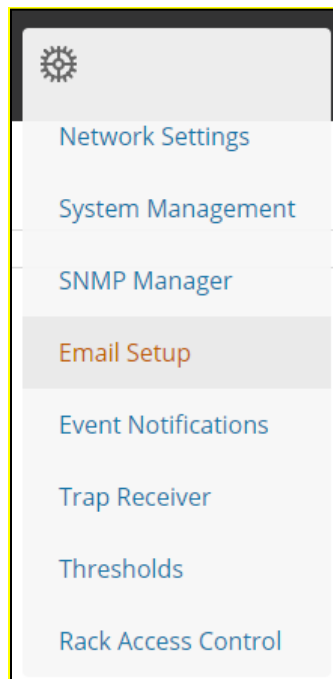 Network Settings
System Management
SNMP Manager
Email Setup
Event Notifications
Trap Receiver
Thresholds
Rack Access Control